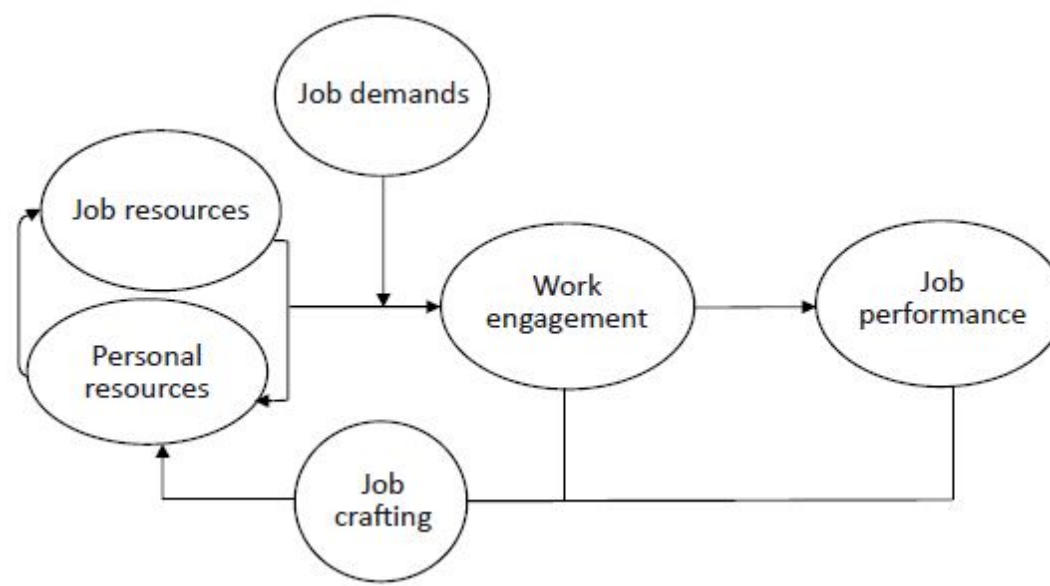 Job demands
Job resources
Work
engagement
Job
performance
Personal
resources
Job
crafting